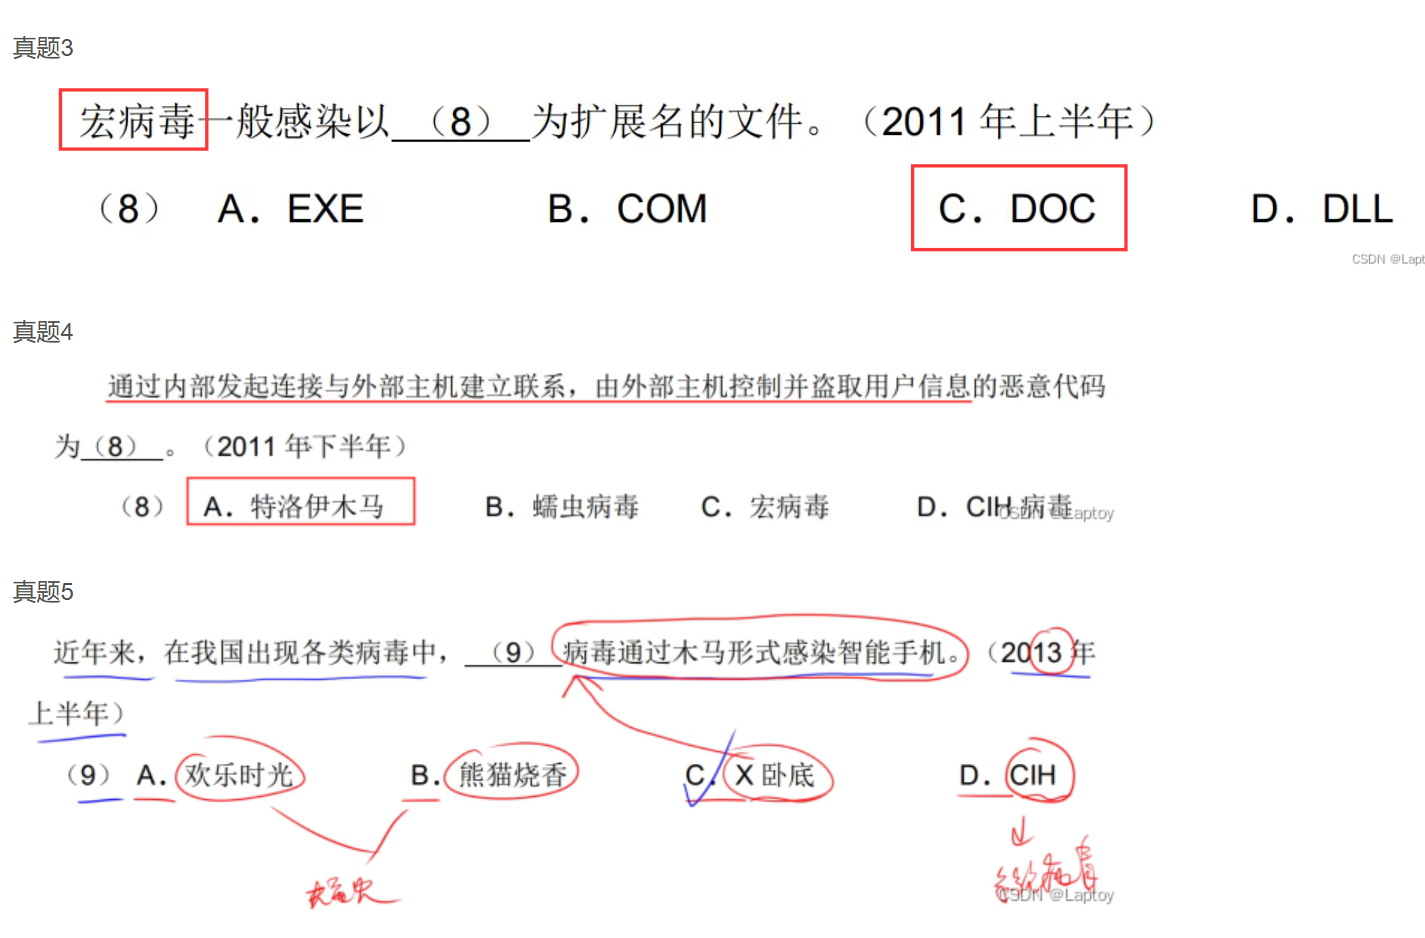 真题3
宏病毒一般感染以（8）为扩展名的文件。（2011 年上半年）
（8） A．EXE B．COM C．DOC D．DLL
CSDN @Lapt
真题4
通过内部发起连接与外部主机建立联系，由外部主机控制并盗取用户信息的恶意代码
为（8）。（2011 年下半年）
（8） A．特洛伊木马 B．蠕虫病毒 C．宏病毒 D．CIH 病毒
CSDN @Laptoy
真题5
近年来，在我国出现各类病毒中，（9）病毒通过木马形式感染智能手机。（2013 年
上半年）
（9） A．欢乐时光 B．熊猫烧香 C．X 卧底 D．CIH
病毒
CSDN @Laptoy